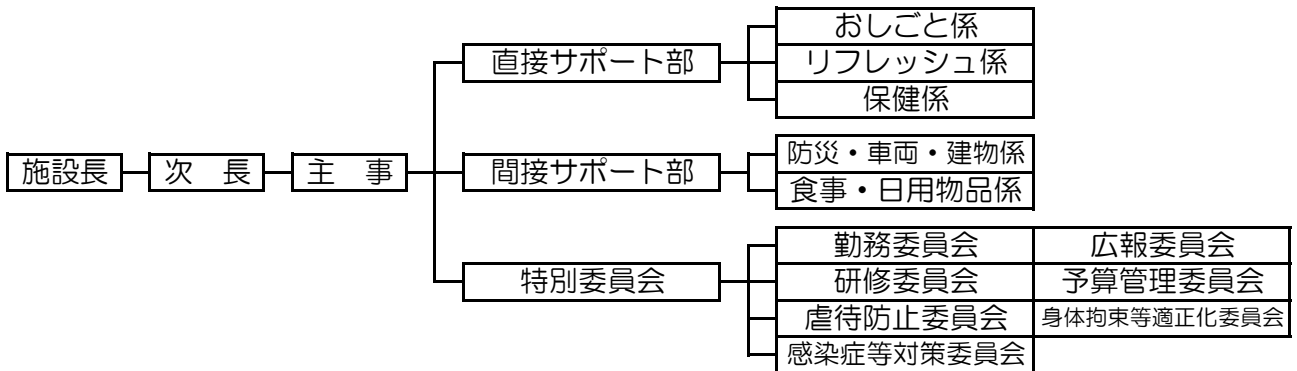 施設長
次　長
主　事
直接サポート部
おしごと係
リフレッシュ係
保健係
間接サポート部
防災・車両・建物係
食事・日用物品係
特別委員会
勤務委員会　広報委員会
研修委員会　予算管理委員会
虐待防止委員会　身体拘束等適正化委員会
感染症等対策委員会